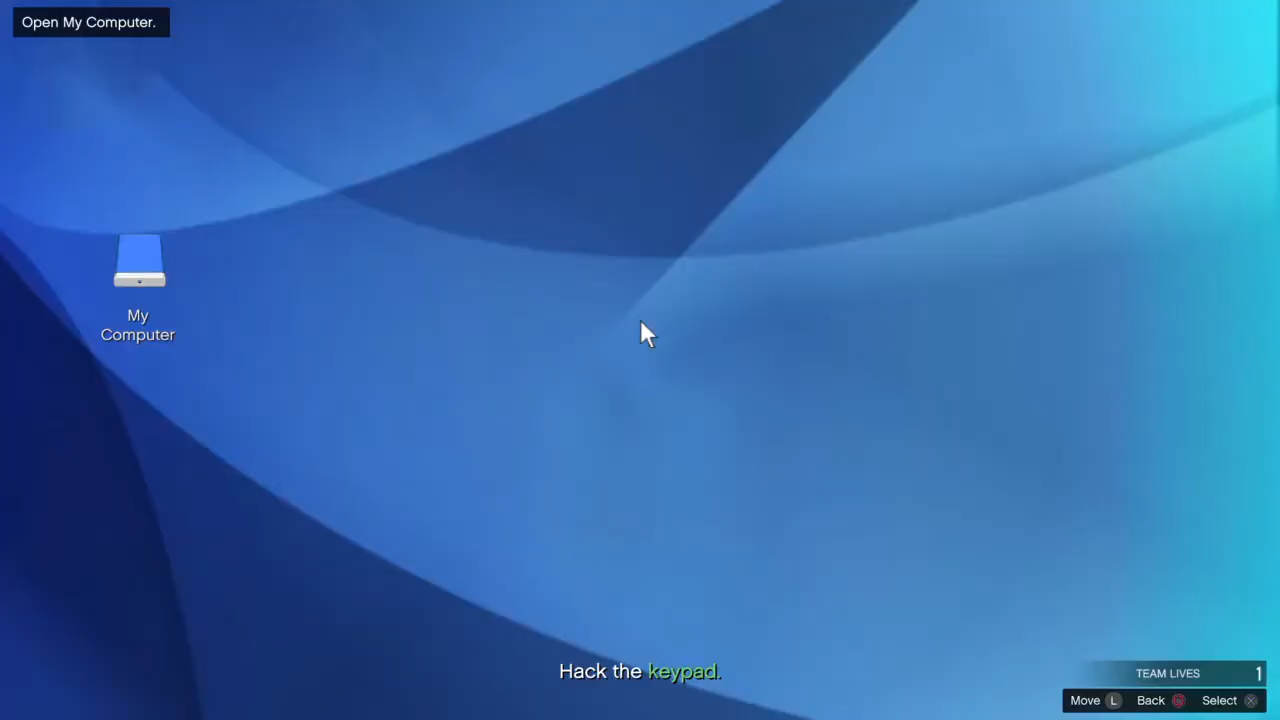 Open My Computer.
My
Computer
Hack the keypad.
TEAM LIVES 1
Move L Back Select